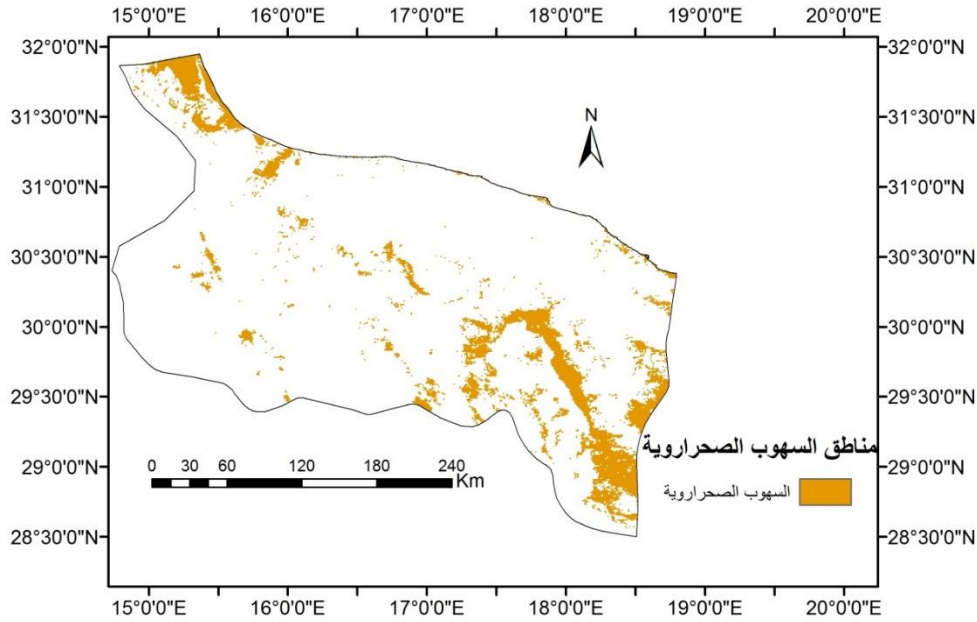 15°0'0"E 16°0'0"E 17°0'0"E 18°0'0"E 19°0'0"E 20°0'0"E
32°0'0"N 32°0'0"N
31°30'0"N 31°30'0"N
N
31°0'0"N 31°0'0"N
30°30'0"N 30°30'0"N
30°0'0"N 30°0'0"N
29°30'0"N 29°30'0"N
مناطق السهوب الصحراوية
29°0'0"N 29°0'0"N
0 30 60 120 180 240
Km
السهوب الصحراوية
28°30'0"N 28°30'0"N
15°0'0"E 16°0'0"E 17°0'0"E 18°0'0"E 19°0'0"E 20°0'0"E